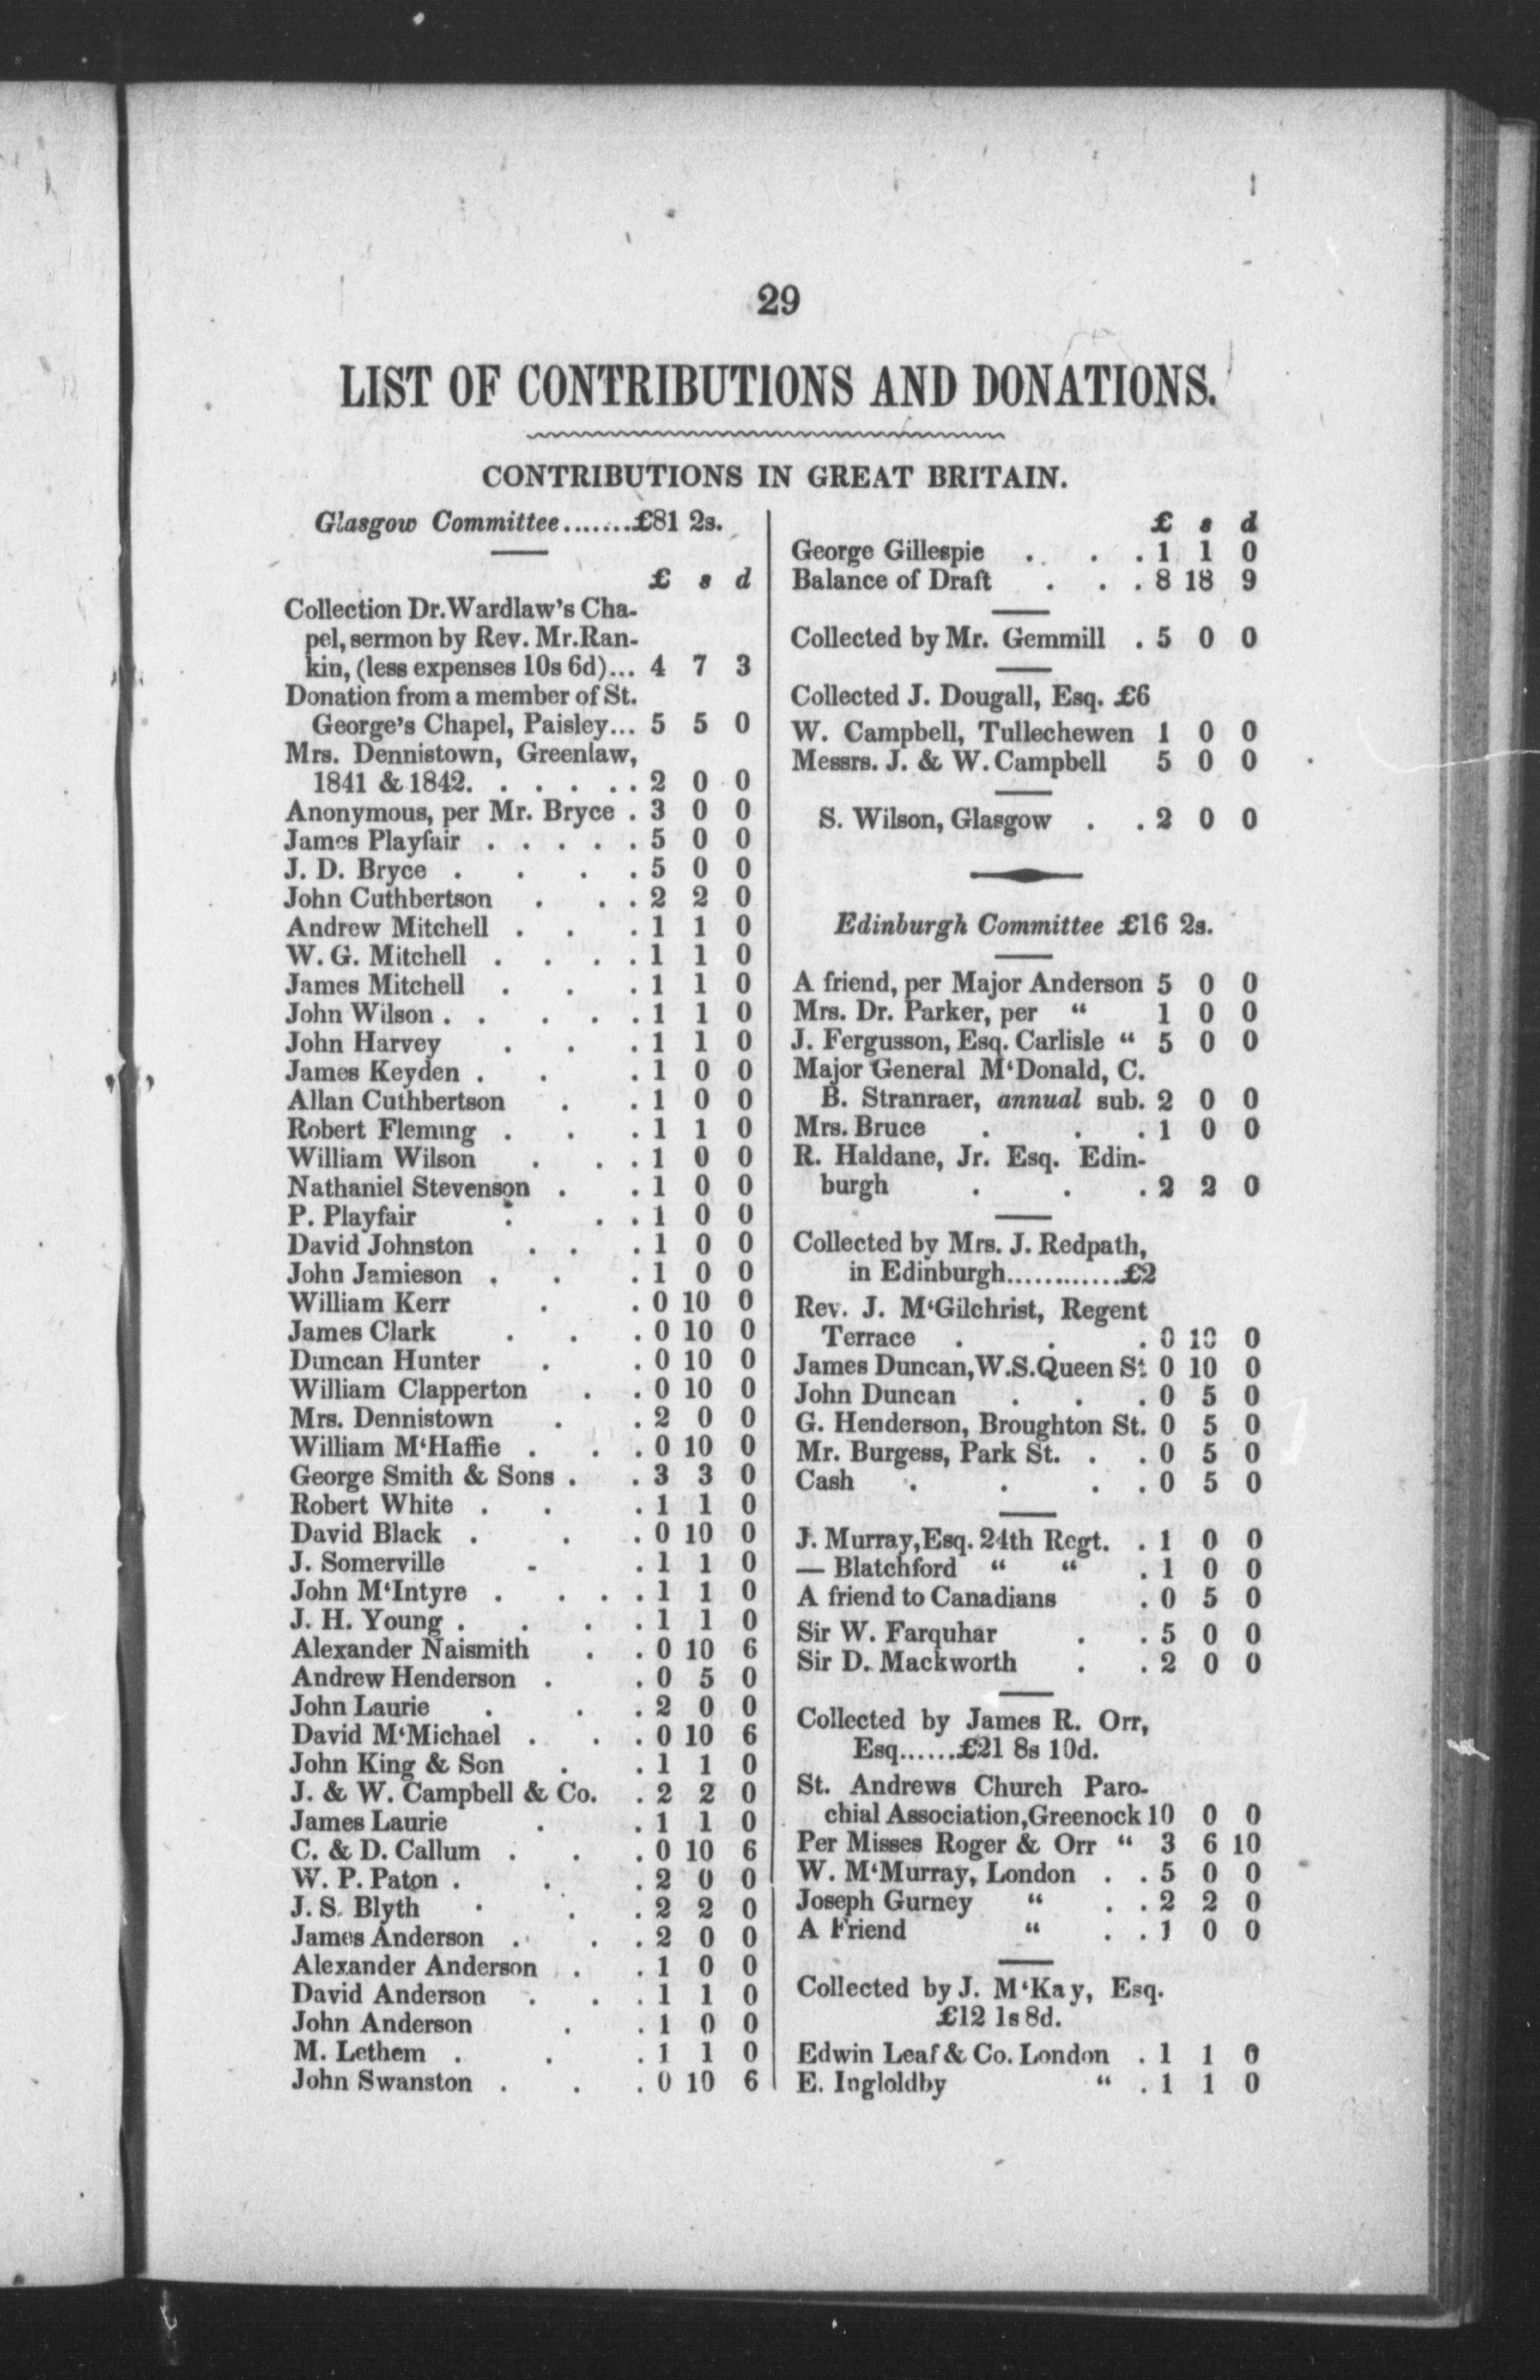 29
LIST OF CONTRIBUTIONS AND DONATIONS.
CONTRIBUTIONS IN GREAT BRITAIN.
Glasgow Committee.......£81 2s.
£ s d
Collection Dr. Wardlaw's Cha-
pel, sermon by Rev. Mr. Ran-
kin, (less expenses 10s 6d)... 4 7 3
Donation from a member of St.
George's Chapel, Paisley... 5 5 0
Mrs. Dennistown, Greenlaw,
1841 & 1842. . . . . . 2 0 0
Anonymous, per Mr. Bryce . 3 0 0
James Playfair . . . . . 5 0 0
J. D. Bryce . . . . 5 0 0
John Cuthbertson . . . 2 2 0
Andrew Mitchell . . . 1 1 0
W. G. Mitchell . . . . 1 1 0
James Mitchell . . . 1 1 0
John Wilson . . . . . 1 1 0
John Harvey . . . 1 1 0
James Keyden . . . 1 0 0
Allan Cuthbertson . . 1 0 0
Robert Fleming . . . 1 1 0
William Wilson . . . 1 0 0
Nathaniel Stevenson . . 1 0 0
P. Playfair . . . 1 0 0
David Johnston . . . 1 0 0
John Jamieson . . . 1 0 0
William Kerr . . 0 10 0
James Clark . . . 0 10 0
Duncan Hunter . . 0 10 0
William Clapperton . . 0 10 0
Mrs. Dennistown . . 2 0 0
William M'Haffie . . . 0 10 0
George Smith & Sons . . 3 3 0
Robert White . . . 1 1 0
David Black . . . 0 10 0
J. Somerville - . 1 1 0
John M'Intyre . . . . 1 1 0
J. H. Young . . . . 1 1 0
Alexander Naismith . . 0 10 6
Andrew Henderson . . 0 5 0
John Laurie . . . 2 0 0
David M'Michael . . . 0 10 6
John King & Son . . 1 1 0
J. & W. Campbell & Co. . 2 2 0
James Laurie . . 1 1 0
C. & D. Callum . . . 0 10 6
W. P. Paton . . . 2 0 0
J. S. Blyth . . . 2 2 0
James Anderson . . . 2 0 0
Alexander Anderson . . 1 0 0
David Anderson . . . 1 1 0
John Anderson . . 1 0 0
M. Lethem . . . 1 1 0
John Swanston . . . 0 10 6
£ s d
George Gillespie . . . 1 1 0
Balance of Draft . . . 8 18 9
Collected by Mr. Gemmill . 5 0 0
Collected J. Dougall, Esq. £6
W. Campbell, Tullechewen 1 0 0
Messrs. J. & W. Campbell 5 0 0
S. Wilson, Glasgow . . 2 0 0
Edinburgh Committee £16 2s.
A friend, per Major Anderson 5 0 0
Mrs. Dr. Parker, per “ 1 0 0
J. Fergusson, Esq. Carlisle “ 5 0 0
Major General M'Donald, C.
B. Stranraer, annual sub. 2 0 0
Mrs. Bruce . . . 1 0 0
R. Haldane, Jr. Esq. Edin-
burgh . . . 2 2 0
Collected by Mrs. J. Redpath,
in Edinburgh............£2
Rev. J. M'Gilchrist, Regent
Terrace . . . 0 10 0
James Duncan, W.S. Queen St 0 10 0
John Duncan . . . 0 5 0
G. Henderson, Broughton St. 0 5 0
Mr. Burgess, Park St. . . 0 5 0
Cash . . . . 0 5 0
J. Murray, Esq. 24th Regt. . 1 0 0
— Blatchford “ “ . 1 0 0
A friend to Canadians . 0 5 0
Sir W. Farquhar . . 5 0 0
Sir D. Mackworth . . 2 0 0
Collected by James R. Orr,
Esq......£21 8s 10d.
St. Andrews Church Paro-
chial Association, Greenock 10 0 0
Per Misses Roger & Orr “ 3 6 10
W. M'Murray, London . . 5 0 0
Joseph Gurney “ . . 2 2 0
A Friend “ . . 1 0 0
Collected by J. M'Kay, Esq.
£12 1s 8d.
Edwin Leaf & Co. London . 1 1 0
E. Ingloldby “ . 1 1 0